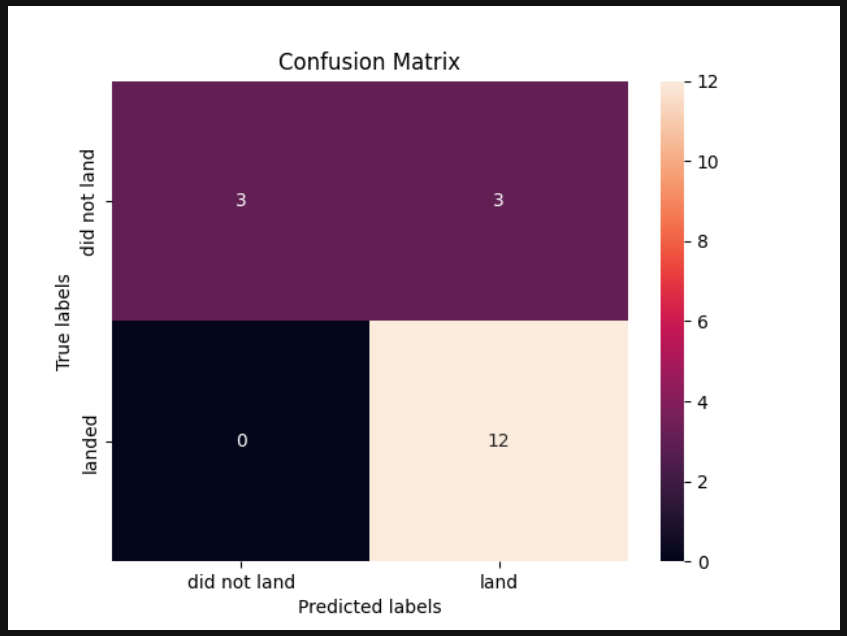 Confusion Matrix
did not land
landed
True labels
3
3
0
12
did not land
land
Predicted labels
12
10
8
6
4
2
0